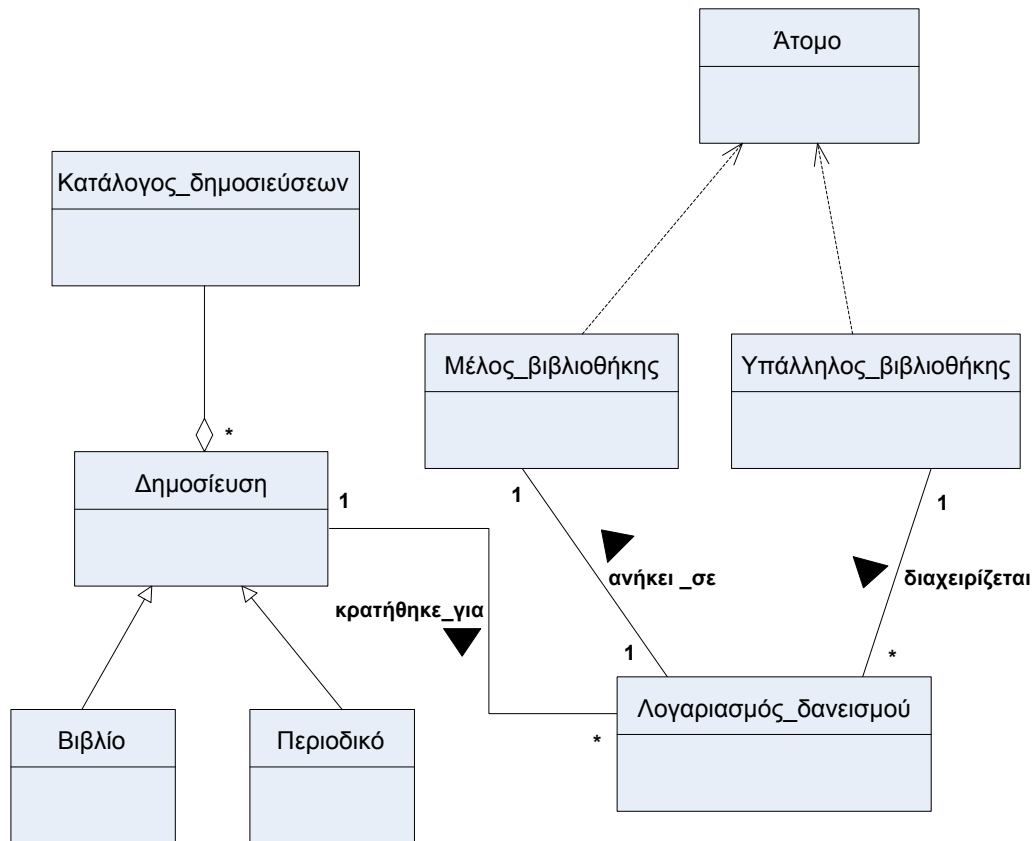 Άτομο
Κατάλογος_δημοσιεύσεων
Μέλος_βιβλιοθήκης
Υπάλληλος_βιβλιοθήκης
*
Δημοσίευση
1
1
1
ανήκει _σε
διαχειρίζεται
κρατήθηκε_για
1
*
Λογαριασμός_δανεισμού
*
Βιβλίο
Περιοδικό